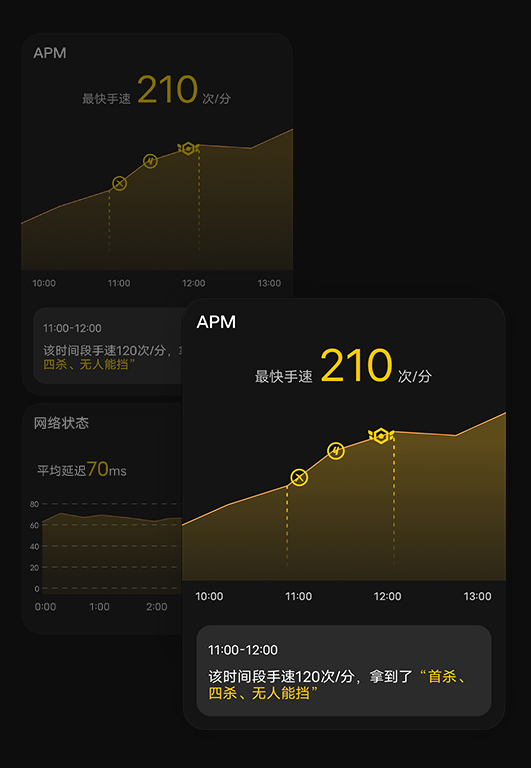 APM
最快手速 210 次/分
10:00 11:00 12:00 13:00
11:00-12:00
该时间段手速120次/分，
四杀、无人能挡”
网络状态
平均延迟70ms
80
60
40
20
0
0:00 1:00 2:00
APM
最快手速 210 次/分
10:00 11:00 12:00 13:00
11:00-12:00
该时间段手速120次/分，拿到了“首杀、
四杀、无人能挡”